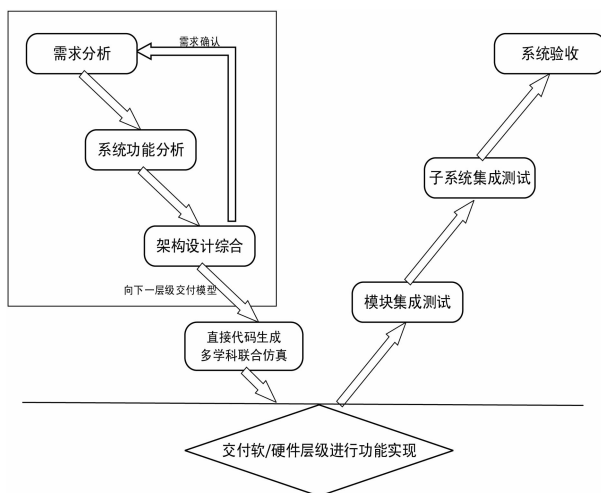 需求分析
需求确认
系统功能分析
架构设计综合
向下一层级交付模型
直接代码生成
多学科联合仿真
交付软/硬件层级进行功能实现
模块集成测试
子系统集成测试
系统验收